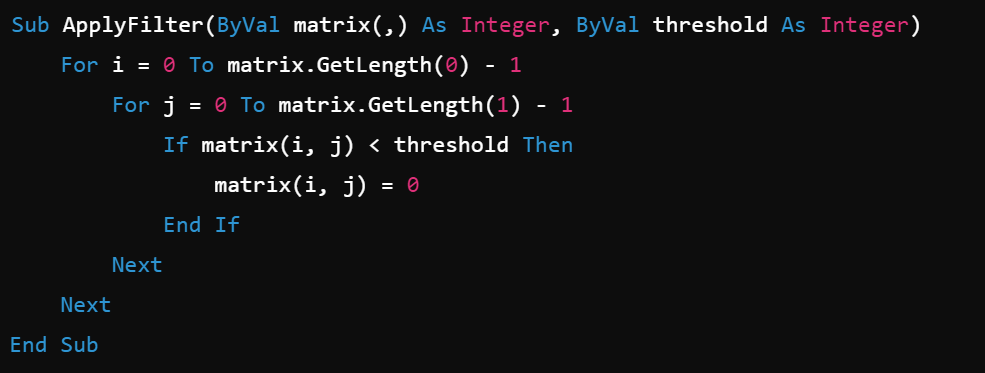 Sub ApplyFilter(ByVal matrix(,) As Integer, ByVal threshold As Integer)
    For i = 0 To matrix.GetLength(0) - 1
        For j = 0 To matrix.GetLength(1) - 1
            If matrix(i, j) < threshold Then
                matrix(i, j) = 0
            End If
        Next
    Next
End Sub